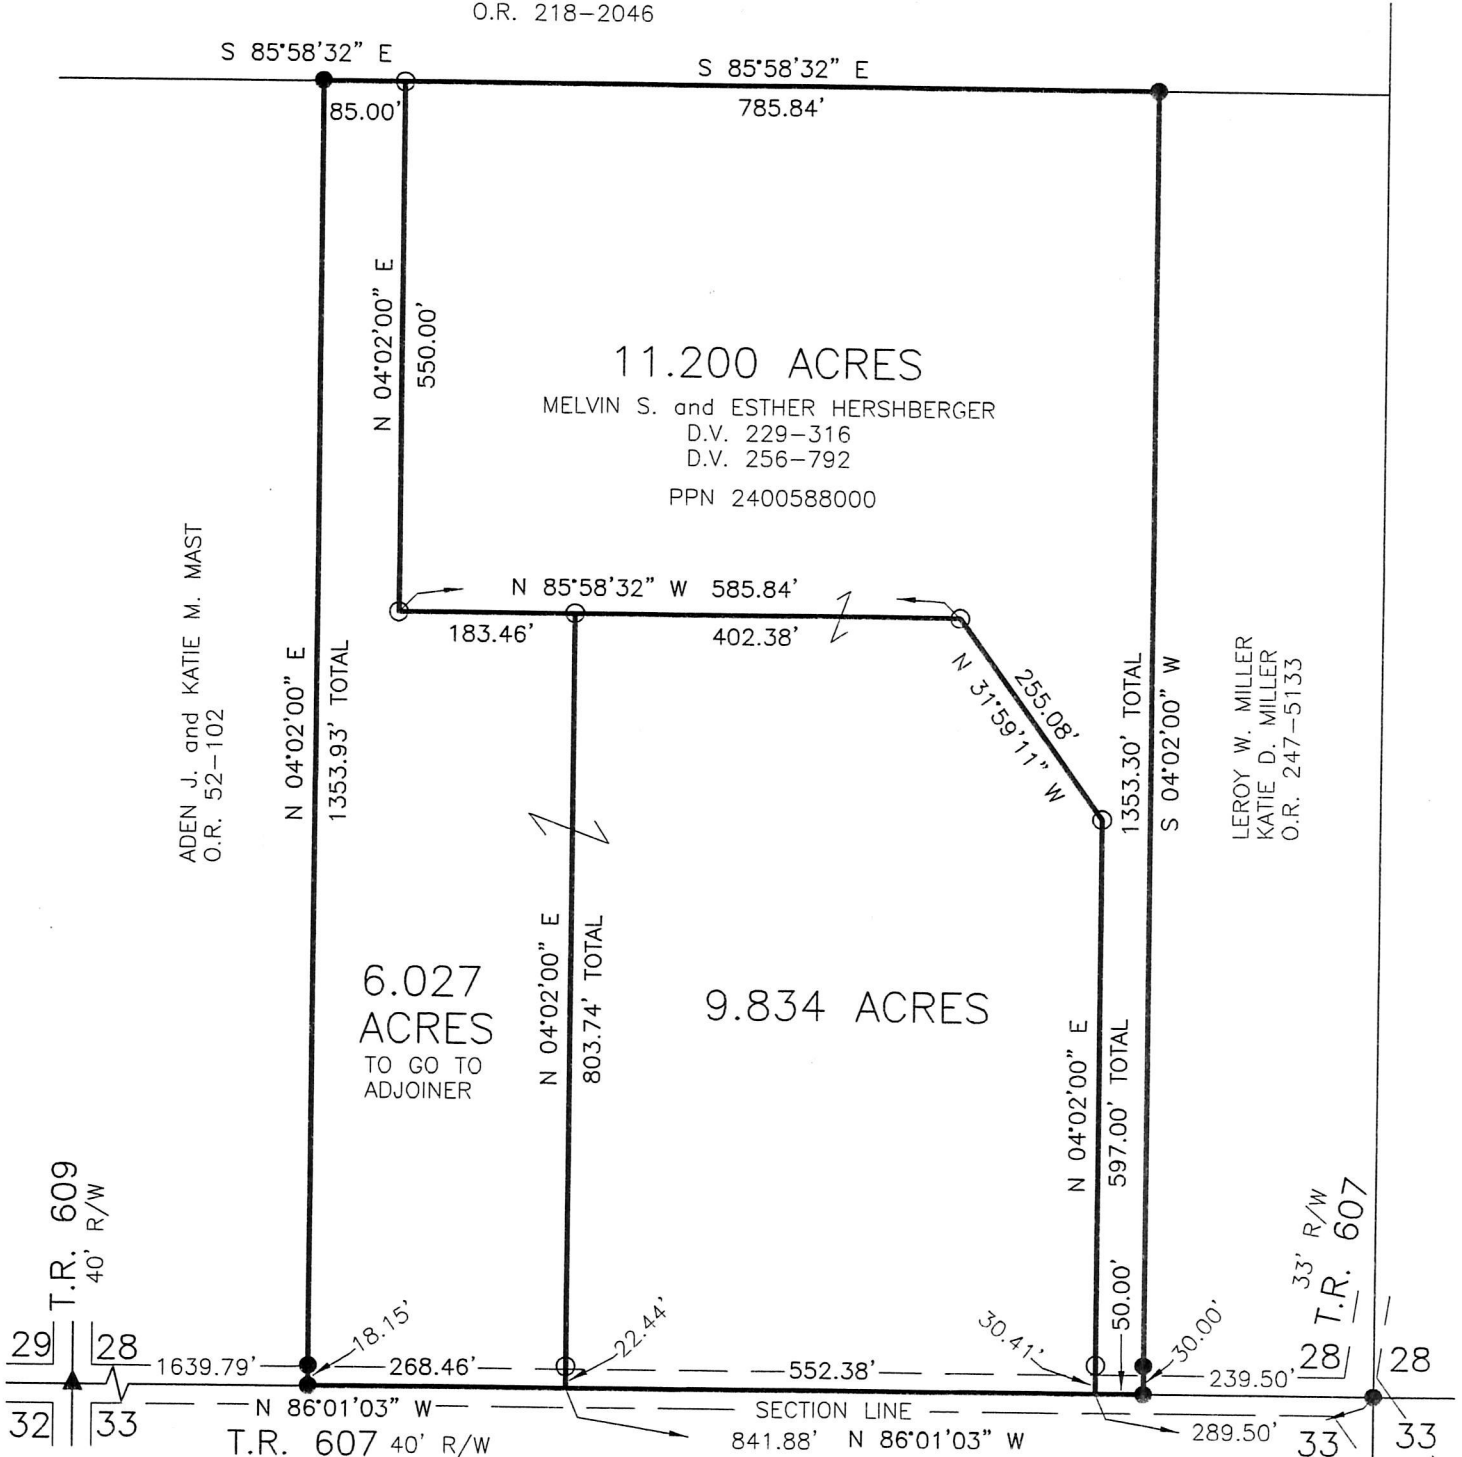 O.R. 218-2046
S 85°58'32" E
S 85°58'32" E
85.00'
785.84'
N 04°02'00" E
550.00'
11.200 ACRES
MELVIN S. and ESTHER HERSHBERGER
D.V. 229-316
D.V. 256-792
PPN 2400588000
N 85°58'32" W 585.84'
183.46'
402.38'
ADEN J. and KATIE M. MAST
O.R. 52-102
N 04°02'00" E
1353.93' TOTAL
255.08'
N 31°59'11" W
1353.30' TOTAL
S 04°02'00" W
LEROY W. MILLER
KATIE D. MILLER
O.R. 247-5133
6.027
ACRES
TO GO TO
ADJOINER
N 04°02'00" E
803.74' TOTAL
9.834 ACRES
N 04°02'00" E
597.00' TOTAL
T.R. 609
40' R/W
33' R/W
T.R. 607
18.15'
22.44'
30.41'
50.00'
30.00'
29
28
1639.79'
268.46'
552.38'
239.50'
28
28
32
33
N 86°01'03" W
SECTION LINE
289.50'
33
33
T.R. 607 40' R/W
841.88' N 86°01'03" W